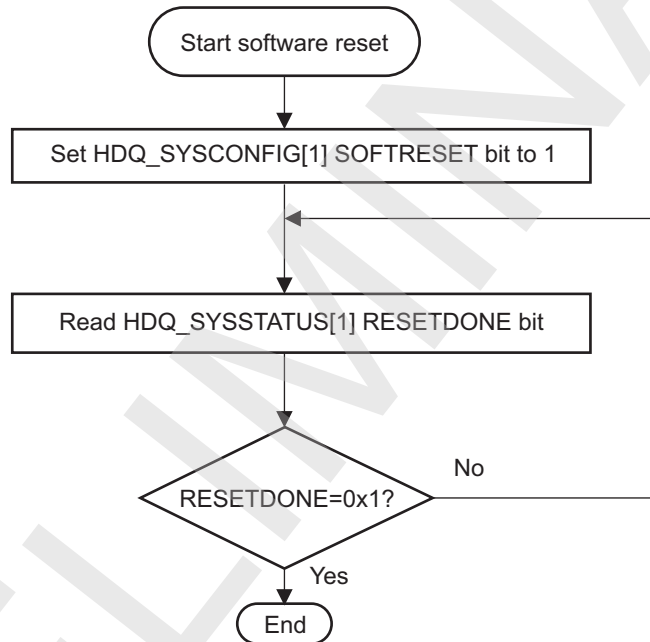 Start software reset
Set HDQ_SYSCONFIG[1] SOFTRESET bit to 1
Read HDQ_SYSSTATUS[1] RESETDONE bit
RESETDONE=0x1?
No
Yes
End